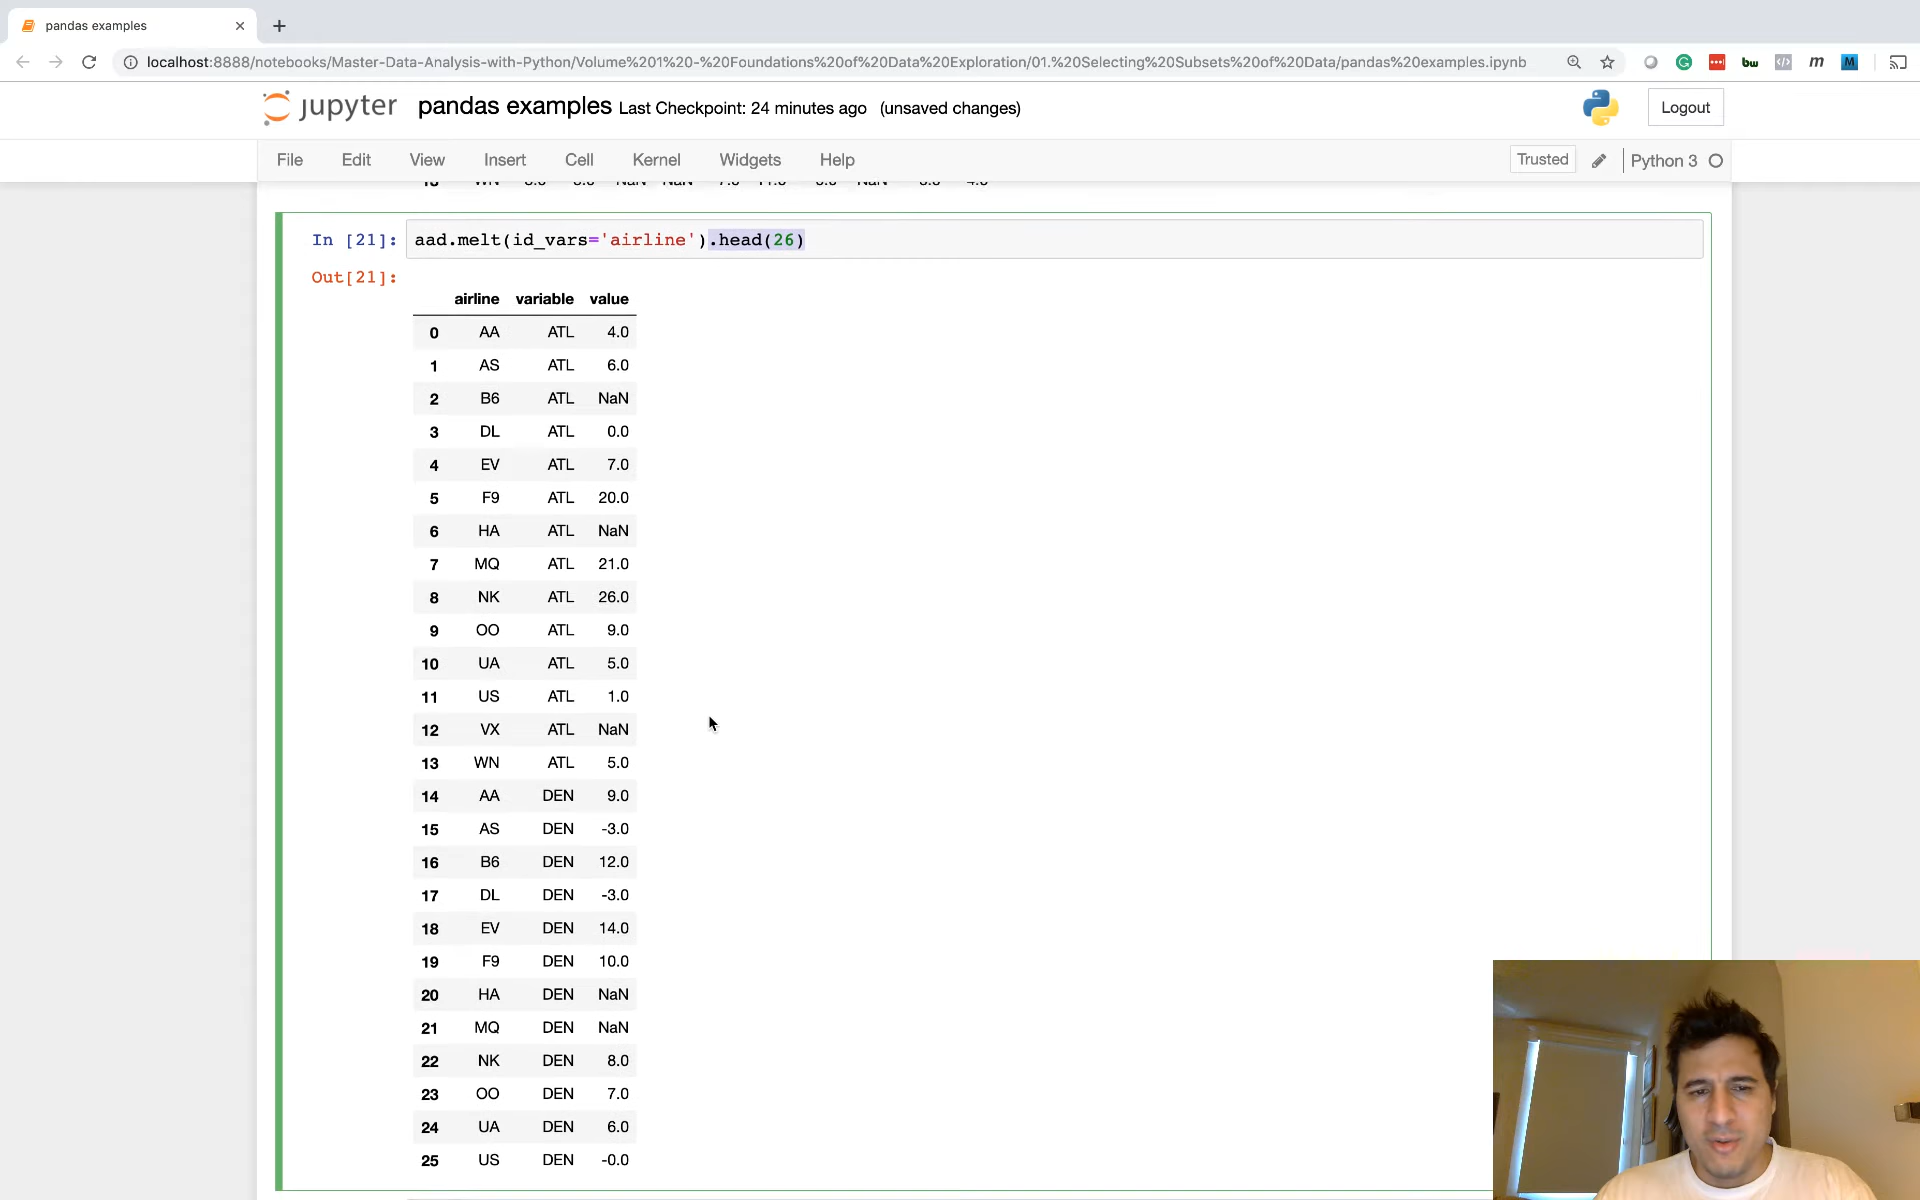 pandas examples
localhost:8888/notebooks/Master-Data-Analysis-with-Python/Volume%201%20-%20Foundations%20of%20Data%20Exploration/01.%20Selecting%20Subsets%20of%20Data/pandas%20examples.ipynb
bw </> m M
jupyter pandas examples Last Checkpoint: 24 minutes ago (unsaved changes) Logout
File Edit View Insert Cell Kernel Widgets Help Trusted Python 3
In [21]: aad.melt(id_vars='airline').head(26)
Out[21]:
airline variable value
0 AA ATL 4.0
1 AS ATL 6.0
2 B6 ATL NaN
3 DL ATL 0.0
4 EV ATL 7.0
5 F9 ATL 20.0
6 HA ATL NaN
7 MQ ATL 21.0
8 NK ATL 26.0
9 OO ATL 9.0
10 UA ATL 5.0
11 US ATL 1.0
12 VX ATL NaN
13 WN ATL 5.0
14 AA DEN 9.0
15 AS DEN -3.0
16 B6 DEN 12.0
17 DL DEN -3.0
18 EV DEN 14.0
19 F9 DEN 10.0
20 HA DEN NaN
21 MQ DEN NaN
22 NK DEN 8.0
23 OO DEN 7.0
24 UA DEN 6.0
25 US DEN -0.0